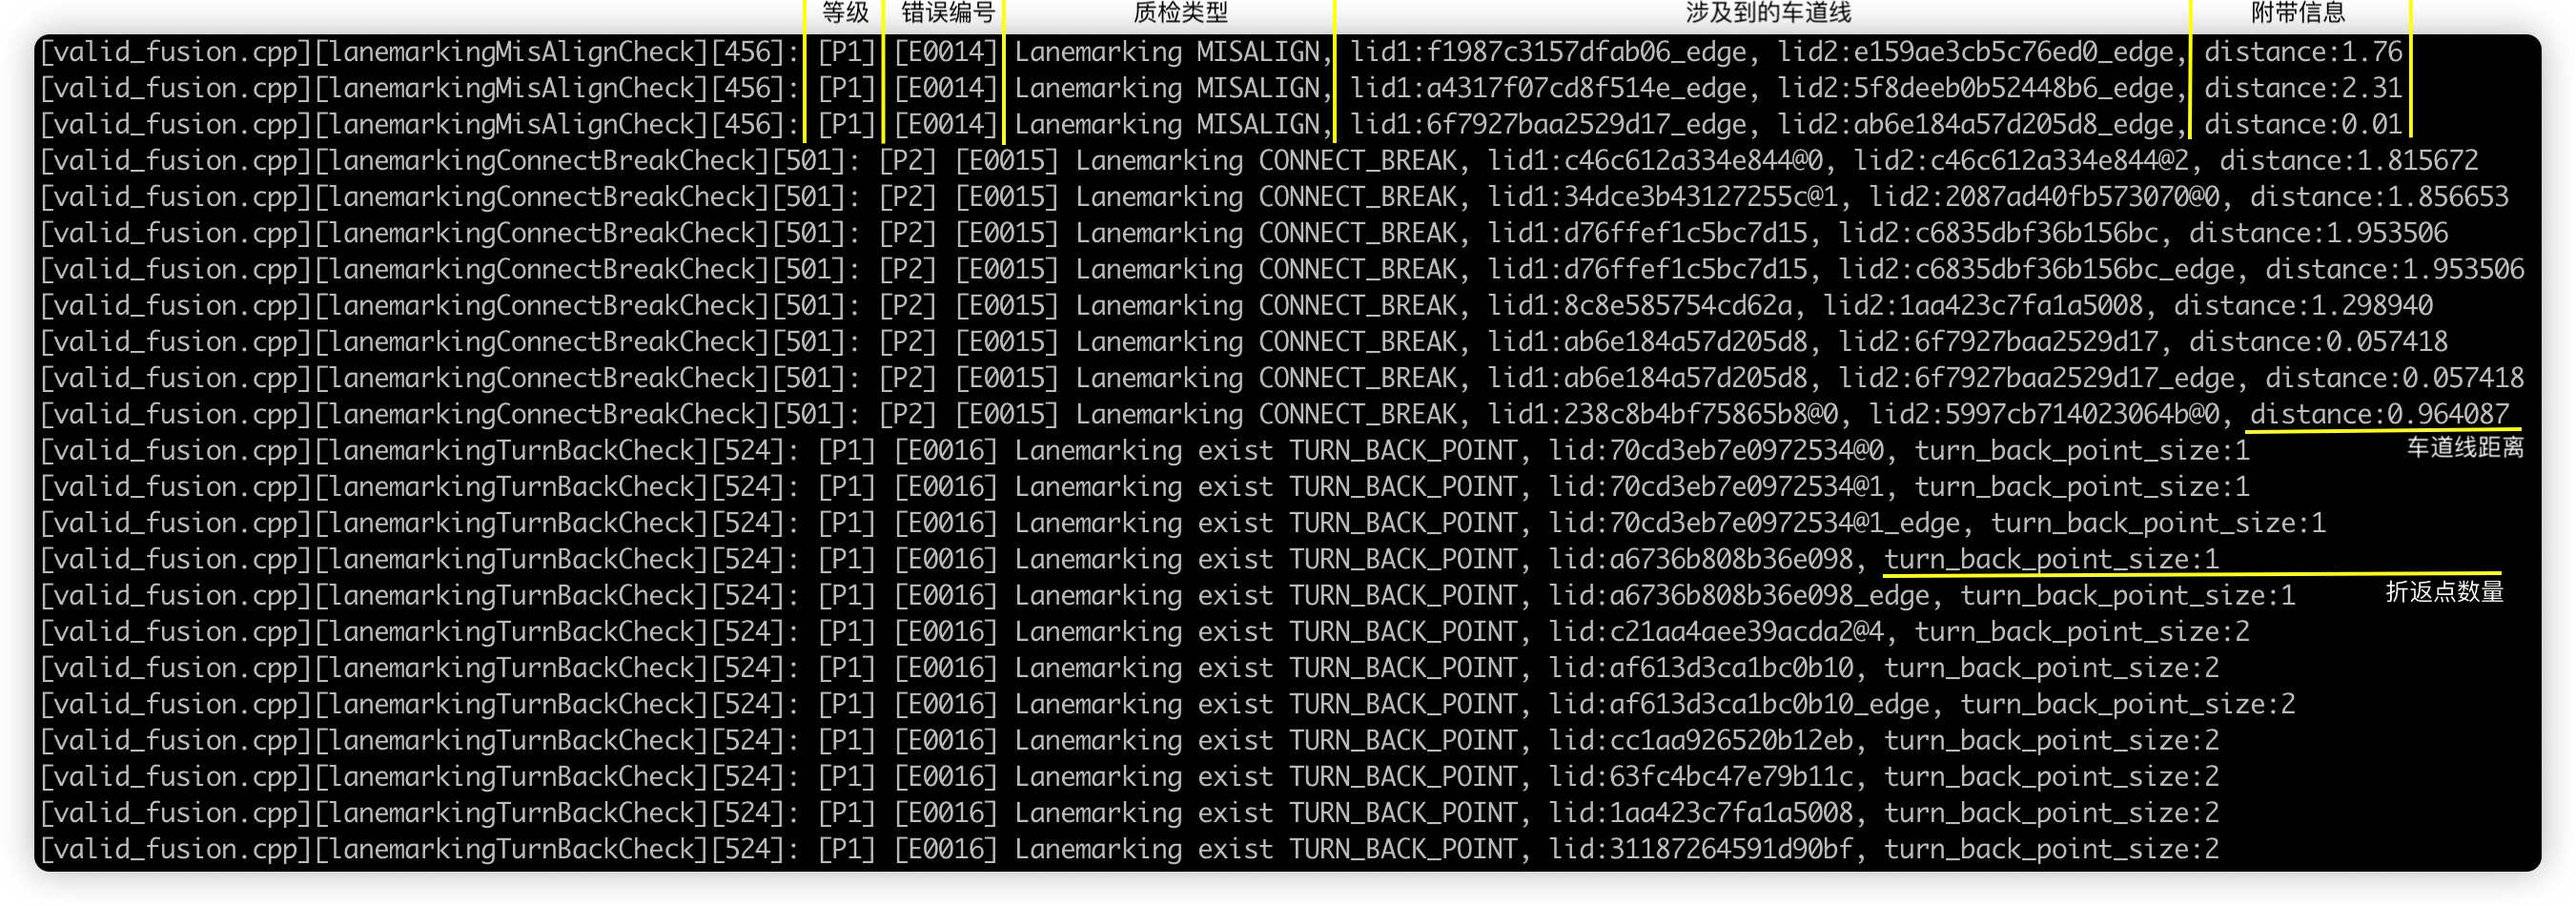 等级 错误编号 质检类型 涉及到的车道线 附带信息
[valid_fusion.cpp][lanemarkingMisAlignCheck][456]: [P1] [E0014] Lanemarking MISALIGN, lid1:f1987c3157dfab06_edge, lid2:e159ae3cb5c76ed0_edge, distance:1.76
[valid_fusion.cpp][lanemarkingMisAlignCheck][456]: [P1] [E0014] Lanemarking MISALIGN, lid1:a4317f07cd8f514e_edge, lid2:5f8deeb0b52448b6_edge, distance:2.31
[valid_fusion.cpp][lanemarkingMisAlignCheck][456]: [P1] [E0014] Lanemarking MISALIGN, lid1:6f7927baa2529d17_edge, lid2:ab6e184a57d205d8_edge, distance:0.01
[valid_fusion.cpp][lanemarkingConnectBreakCheck][501]: [P2] [E0015] Lanemarking CONNECT_BREAK, lid1:c46c612a334e844@0, lid2:c46c612a334e844@2, distance:1.815672
[valid_fusion.cpp][lanemarkingConnectBreakCheck][501]: [P2] [E0015] Lanemarking CONNECT_BREAK, lid1:34dce3b43127255c@1, lid2:2087ad40fb573070@0, distance:1.856653
[valid_fusion.cpp][lanemarkingConnectBreakCheck][501]: [P2] [E0015] Lanemarking CONNECT_BREAK, lid1:d76ffef1c5bc7d15, lid2:c6835dbf36b156bc, distance:1.953506
[valid_fusion.cpp][lanemarkingConnectBreakCheck][501]: [P2] [E0015] Lanemarking CONNECT_BREAK, lid1:d76ffef1c5bc7d15, lid2:c6835dbf36b156bc_edge, distance:1.953506
[valid_fusion.cpp][lanemarkingConnectBreakCheck][501]: [P2] [E0015] Lanemarking CONNECT_BREAK, lid1:8c8e585754cd62a, lid2:1aa423c7fa1a5008, distance:1.298940
[valid_fusion.cpp][lanemarkingConnectBreakCheck][501]: [P2] [E0015] Lanemarking CONNECT_BREAK, lid1:ab6e184a57d205d8, lid2:6f7927baa2529d17, distance:0.057418
[valid_fusion.cpp][lanemarkingConnectBreakCheck][501]: [P2] [E0015] Lanemarking CONNECT_BREAK, lid1:ab6e184a57d205d8, lid2:6f7927baa2529d17_edge, distance:0.057418
[valid_fusion.cpp][lanemarkingConnectBreakCheck][501]: [P2] [E0015] Lanemarking CONNECT_BREAK, lid1:238c8b4bf75865b8@0, lid2:5997cb714023064b@0, distance:0.964087
[valid_fusion.cpp][lanemarkingTurnBackCheck][524]: [P1] [E0016] Lanemarking exist TURN_BACK_POINT, lid:70cd3eb7e0972534@0, turn_back_point_size:1
车道线距离
[valid_fusion.cpp][lanemarkingTurnBackCheck][524]: [P1] [E0016] Lanemarking exist TURN_BACK_POINT, lid:70cd3eb7e0972534@1, turn_back_point_size:1
[valid_fusion.cpp][lanemarkingTurnBackCheck][524]: [P1] [E0016] Lanemarking exist TURN_BACK_POINT, lid:70cd3eb7e0972534@1_edge, turn_back_point_size:1
[valid_fusion.cpp][lanemarkingTurnBackCheck][524]: [P1] [E0016] Lanemarking exist TURN_BACK_POINT, lid:a6736b808b36e098, turn_back_point_size:1
[valid_fusion.cpp][lanemarkingTurnBackCheck][524]: [P1] [E0016] Lanemarking exist TURN_BACK_POINT, lid:a6736b808b36e098_edge, turn_back_point_size:1
折返点数量
[valid_fusion.cpp][lanemarkingTurnBackCheck][524]: [P1] [E0016] Lanemarking exist TURN_BACK_POINT, lid:c21aa4aee39acda2@4, turn_back_point_size:2
[valid_fusion.cpp][lanemarkingTurnBackCheck][524]: [P1] [E0016] Lanemarking exist TURN_BACK_POINT, lid:af613d3ca1bc0b10, turn_back_point_size:2
[valid_fusion.cpp][lanemarkingTurnBackCheck][524]: [P1] [E0016] Lanemarking exist TURN_BACK_POINT, lid:af613d3ca1bc0b10_edge, turn_back_point_size:2
[valid_fusion.cpp][lanemarkingTurnBackCheck][524]: [P1] [E0016] Lanemarking exist TURN_BACK_POINT, lid:cc1aa926520b12eb, turn_back_point_size:2
[valid_fusion.cpp][lanemarkingTurnBackCheck][524]: [P1] [E0016] Lanemarking exist TURN_BACK_POINT, lid:63fc4bc47e79b11c, turn_back_point_size:2
[valid_fusion.cpp][lanemarkingTurnBackCheck][524]: [P1] [E0016] Lanemarking exist TURN_BACK_POINT, lid:1aa423c7fa1a5008, turn_back_point_size:2
[valid_fusion.cpp][lanemarkingTurnBackCheck][524]: [P1] [E0016] Lanemarking exist TURN_BACK_POINT, lid:31187264591d90bf, turn_back_point_size:2